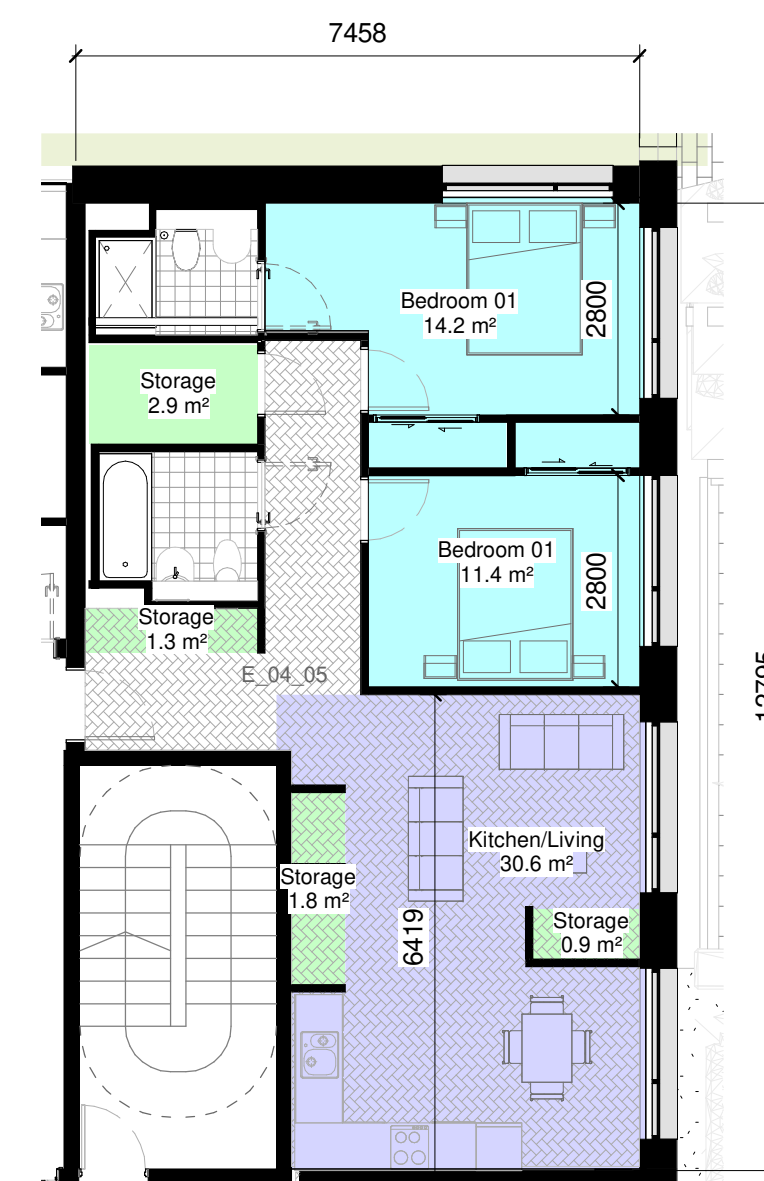 7458
Bedroom 01
14.2 m²
2800
Storage
2.9 m²
Bedroom 01
11.4 m²
2800
Storage
1.3 m²
E_04_05
Kitchen/Living
30.6 m²
Storage
1.8 m²
Storage
0.9 m²
6419